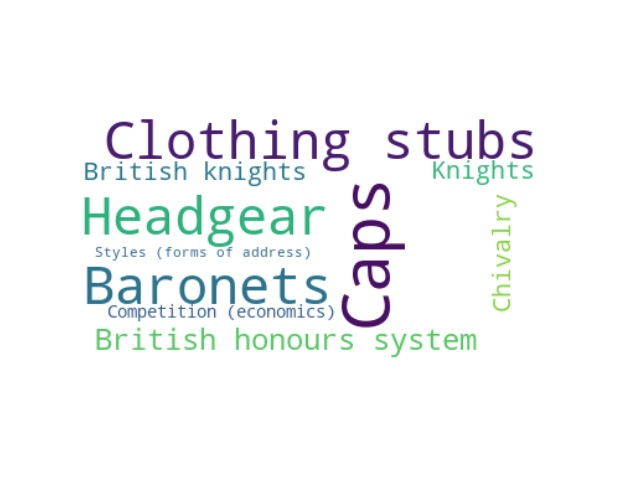 Clothing stubs
British knights
Knights
Headgear
Caps
Chivalry
Styles (forms of address)
Baronets
Competition (economics)
British honours system